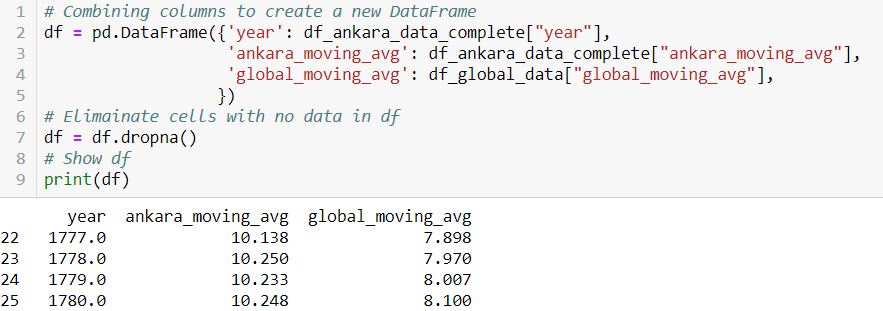 1 # Combining columns to create a new DataFrame
2 df = pd.DataFrame({'year': df_ankara_data_complete["year"],
3                    'ankara_moving_avg': df_ankara_data_complete["ankara_moving_avg"],
4                    'global_moving_avg': df_global_data["global_moving_avg"],
5                   })
6 # Elimainate cells with no data in df
7 df = df.dropna()
8 # Show df
9 print(df)
      year  ankara_moving_avg  global_moving_avg
22  1777.0             10.138              7.898
23  1778.0             10.250              7.970
24  1779.0             10.233              8.007
25  1780.0             10.248              8.100